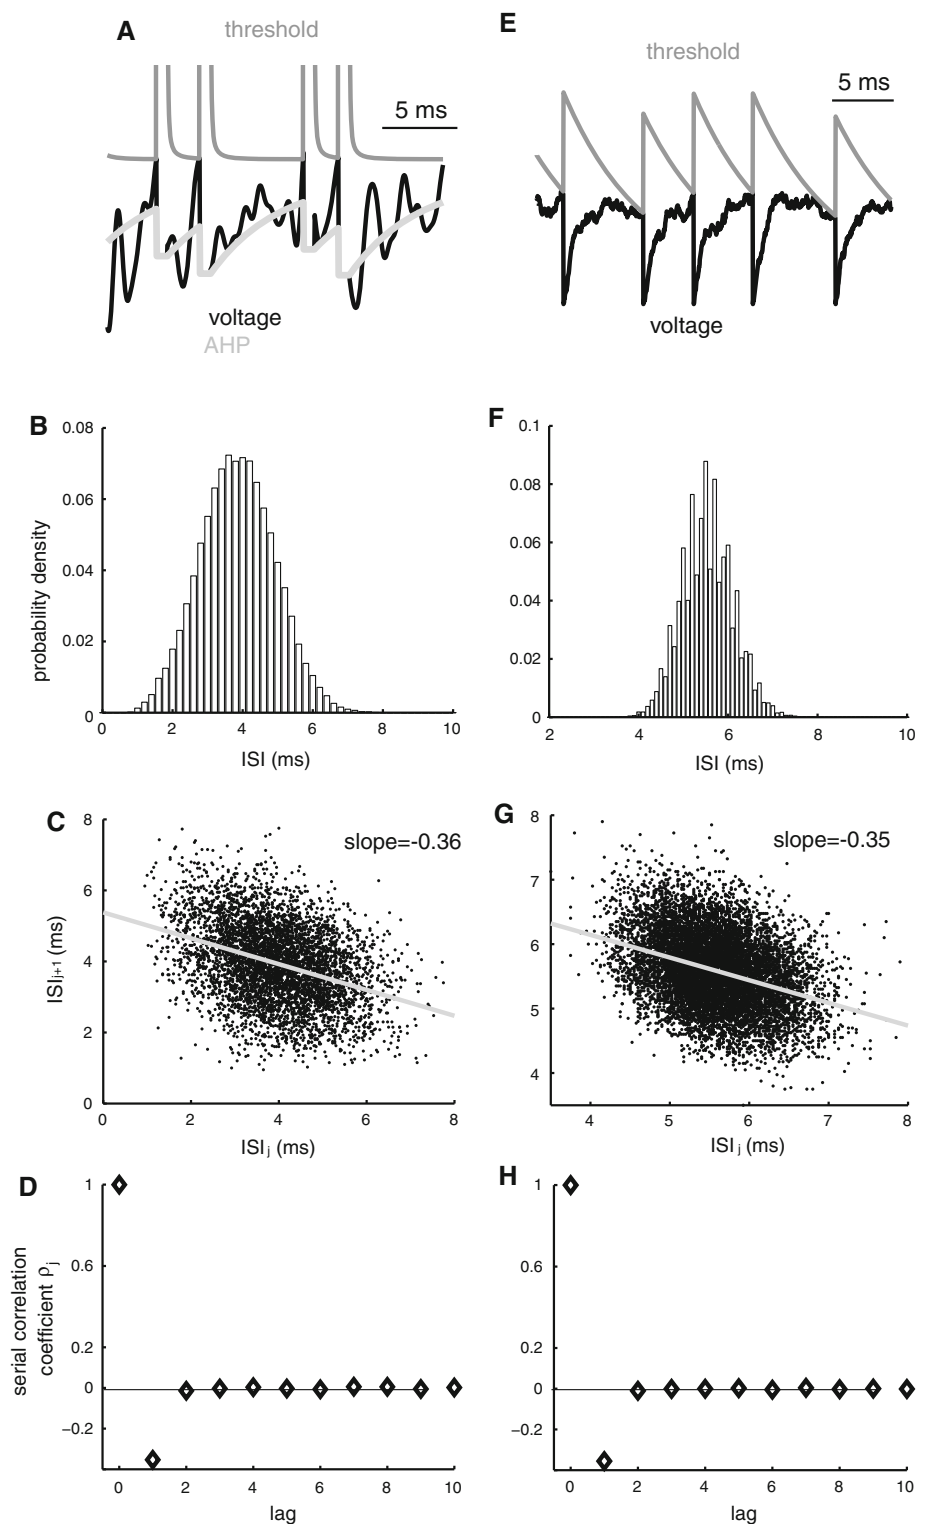 A
threshold
5 ms
voltage
AHP
E
threshold
5 ms
voltage
B
0.08
0.06
0.04
0.02
0
probability density
0 2 4 6 8 10
ISI (ms)
F
0.1
0.08
0.06
0.04
0.02
0
2 4 6 8 10
ISI (ms)
C
slope=-0.36
8
6
4
2
0
ISIj+1 (ms)
0 2 4 6 8
ISI j (ms)
G
slope=-0.35
8
7
6
5
4
4 5 6 7 8
ISI j (ms)
D
1
0.6
0.2
0
−0.2
serial correlation
coefficient ρj
0 2 4 6 8 10
lag
H
1
0.6
0.2
0
−0.2
0 2 4 6 8 10
lag